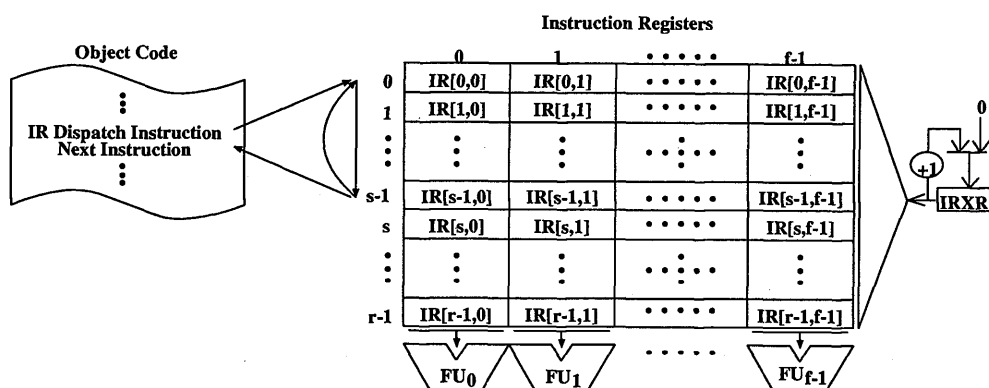 Instruction Registers
Object Code
0 1 f-1
0 IR[0,0] IR[0,1] IR[0,f-1]
1 IR[1,0] IR[1,1] IR[1,f-1]
0
IR Dispatch Instruction
Next Instruction
+1
s-1 IR[s-1,0] IR[s-1,1] IR[s-1,f-1]
IRXR
s IR[s,0] IR[s,1] IR[s,f-1]
r-1 IR[r-1,0] IR[r-1,1] IR[r-1,f-1]
FU0 FU1 FUf-1